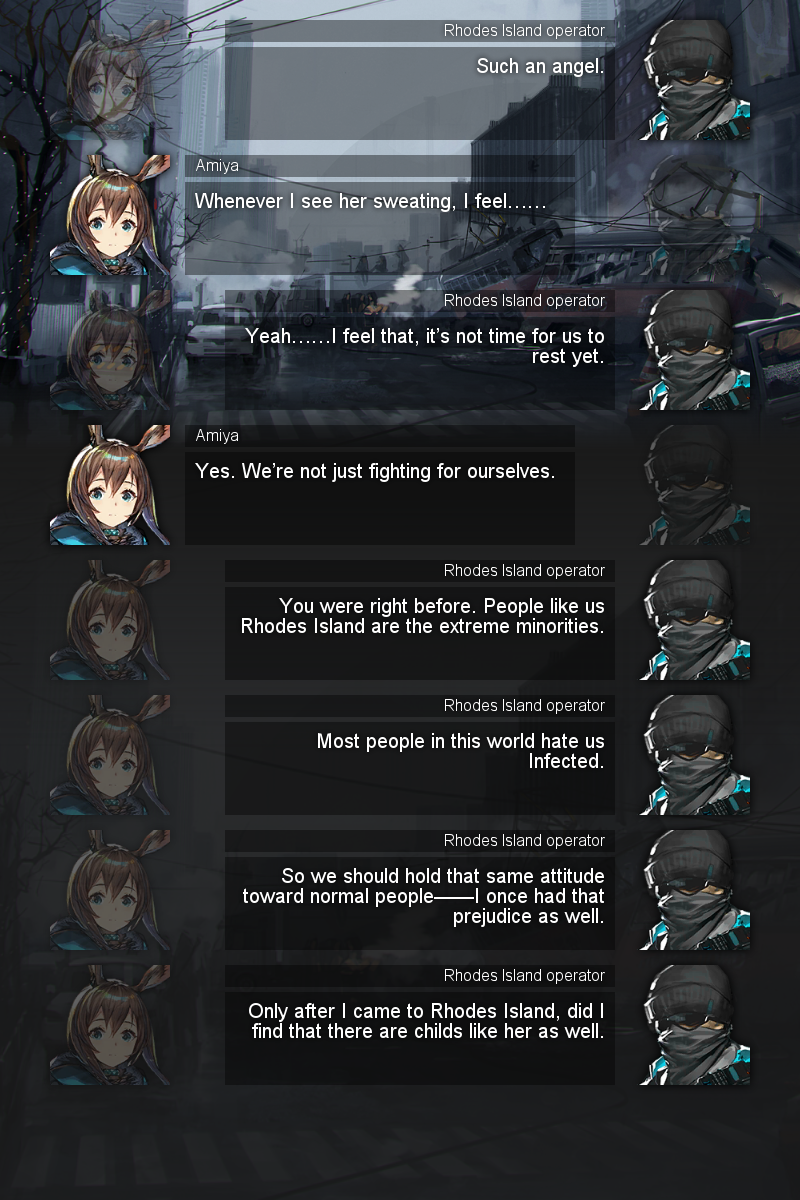 Rhodes Island operator
Such an angel.
Amiya
Whenever I see her sweating, I feel……
Rhodes Island operator
Yeah……I feel that, it’s not time for us to
rest yet.
Amiya
Yes. We’re not just fighting for ourselves.
Rhodes Island operator
You were right before. People like us
Rhodes Island are the extreme minorities.
Rhodes Island operator
Most people in this world hate us
Infected.
Rhodes Island operator
So we should hold that same attitude
toward normal people——I once had that
prejudice as well.
Rhodes Island operator
Only after I came to Rhodes Island, did I
find that there are childs like her as well.